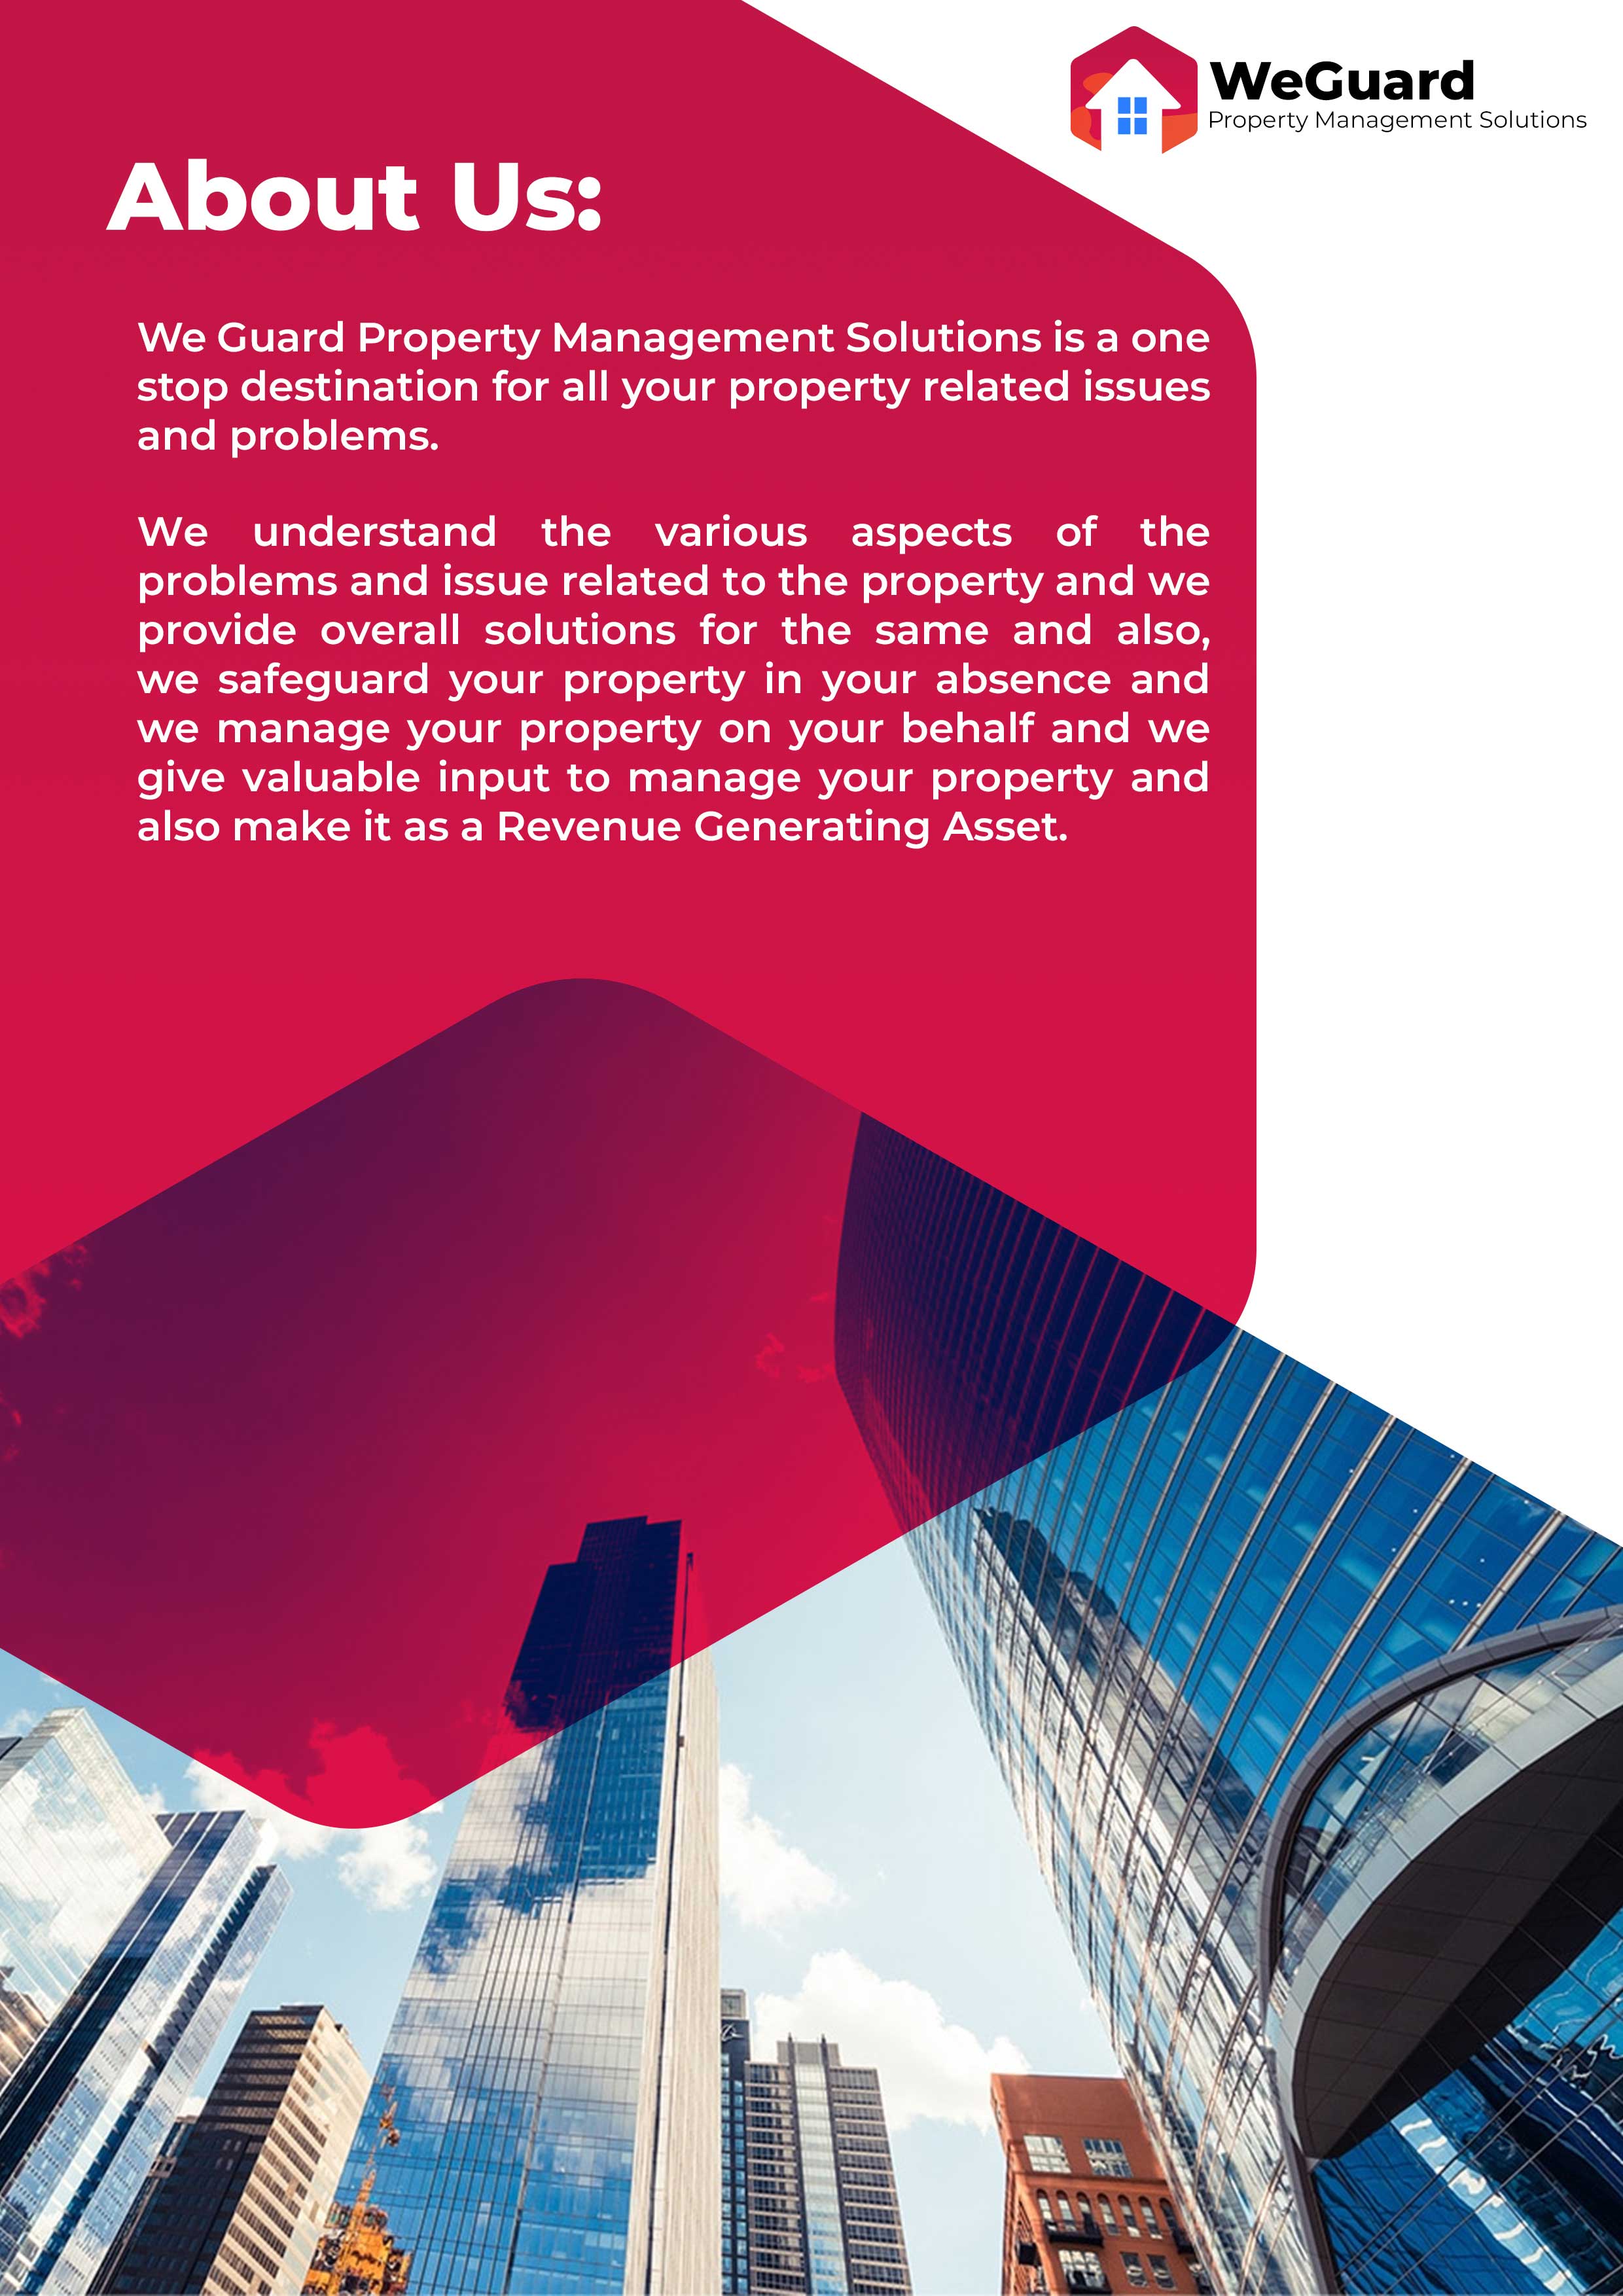 WeGuard
Property Management Solutions
About Us:
We Guard Property Management Solutions is a one
stop destination for all your property related issues
and problems.
We understand the various aspects of the
problems and issue related to the property and we
provide overall solutions for the same and also,
we safeguard your property in your absence and
we manage your property on your behalf and we
give valuable input to manage your property and
also make it as a Revenue Generating Asset.